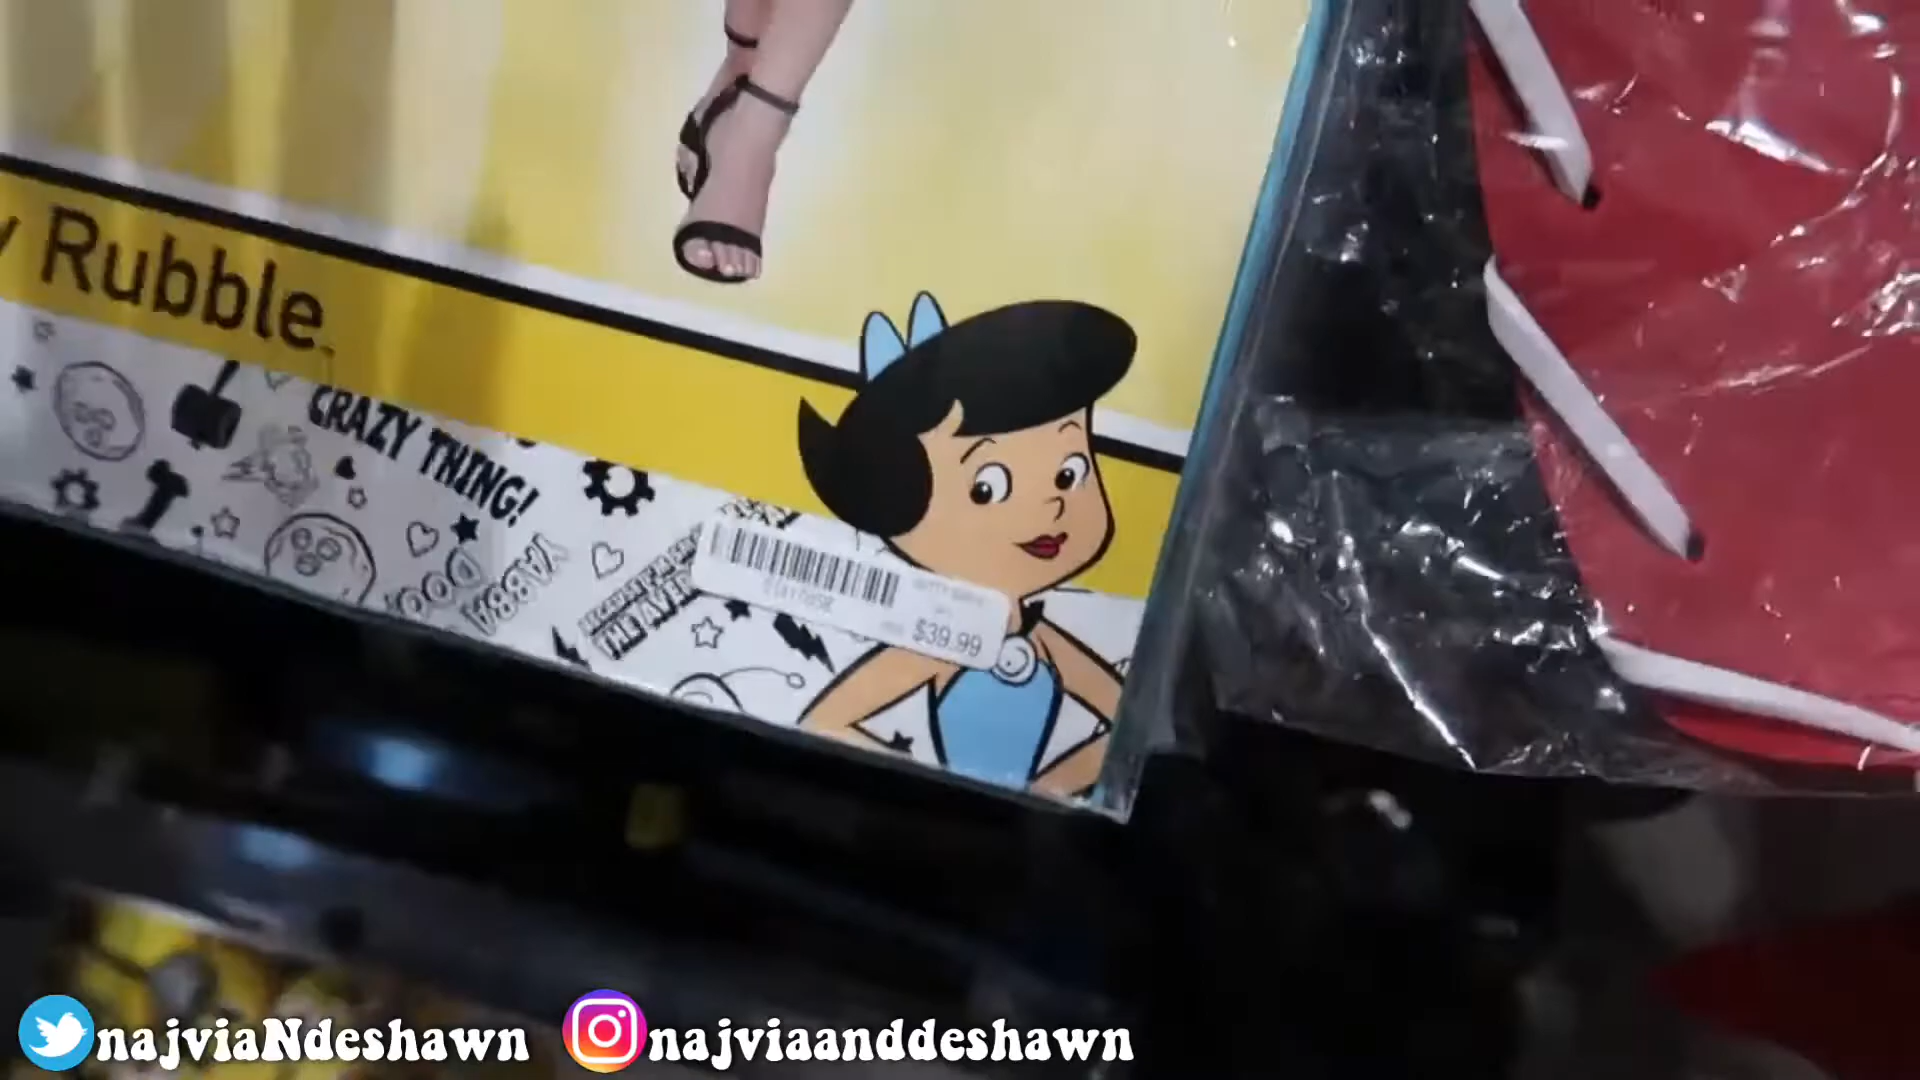 Rubble
CRAZY THING!
YABBA
DOO
$39.99
najviaNdeshawn
najviaanddeshawn